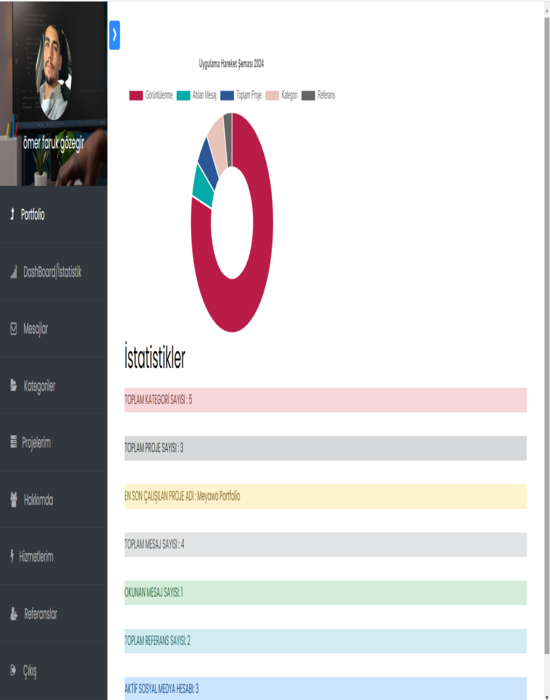 ömer faruk gözegir
Portfolio
DashBoard/İstatistik
Mesajlar
Kategoriler
Projelerim
Hakkımda
Hizmetlerim
Referanslar
Çıkış
Uygulama Hareket Şeması 2024
Görüntülenme Atılan Mesaj Toplam Proje Kategori Referans
İstatistikler
TOPLAM KATEGORİ SAYISI : 5
TOPLAM PROJE SAYISI : 3
EN SON ÇALIŞILAN PROJE ADI : Meyawo Portfolio
TOPLAM MESAJ SAYISI : 4
OKUNAN MESAJ SAYISI: 1
TOPLAM REFERANS SAYISI: 2
AKTİF SOSYAL MEDYA HESABI: 3